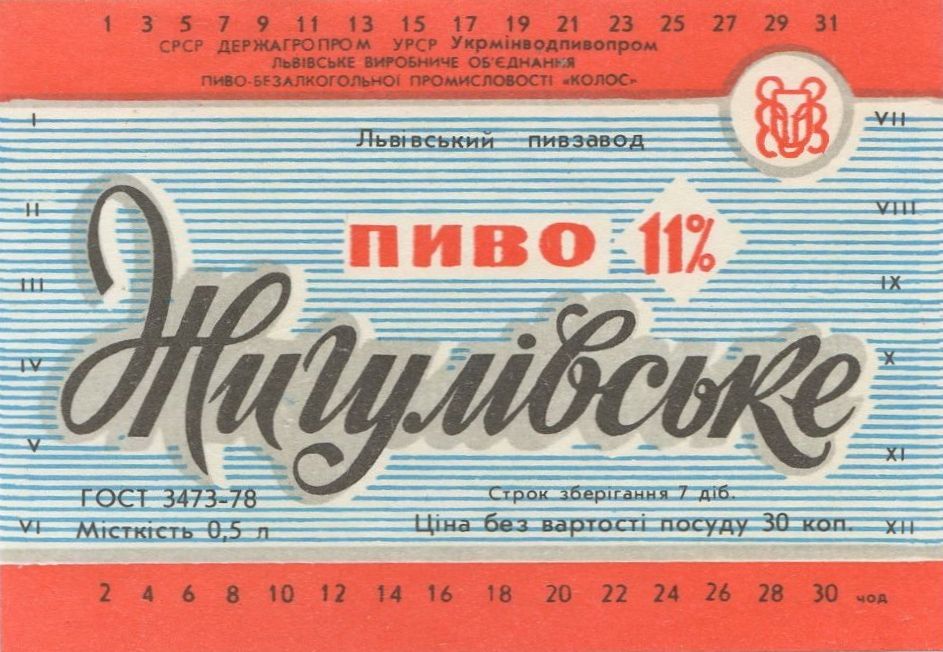 1 3 5 7 9 11 13 15 17 19 21 23 25 27 29 31
СРСР ДЕРЖАГРОПРОМ УРСР Укрмінводпивопром
ЛЬВІВСЬКЕ ВИРОБНИЧЕ ОБ'ЄДНАННЯ
ПИВО-БЕЗАЛКОГОЛЬНОЇ ПРОМИСЛОВОСТІ «КОЛОС»
I VII
Львівський пивзавод
II VIII
ПИВО 11%
III IX
Жигулівське
IV X
V XI
ГОСТ 3473-78 Строк зберігання 7 діб.
VI Місткість 0,5 л Ціна без вартості посуду 30 коп. XII
2 4 6 8 10 12 14 16 18 20 22 24 26 28 30 чод